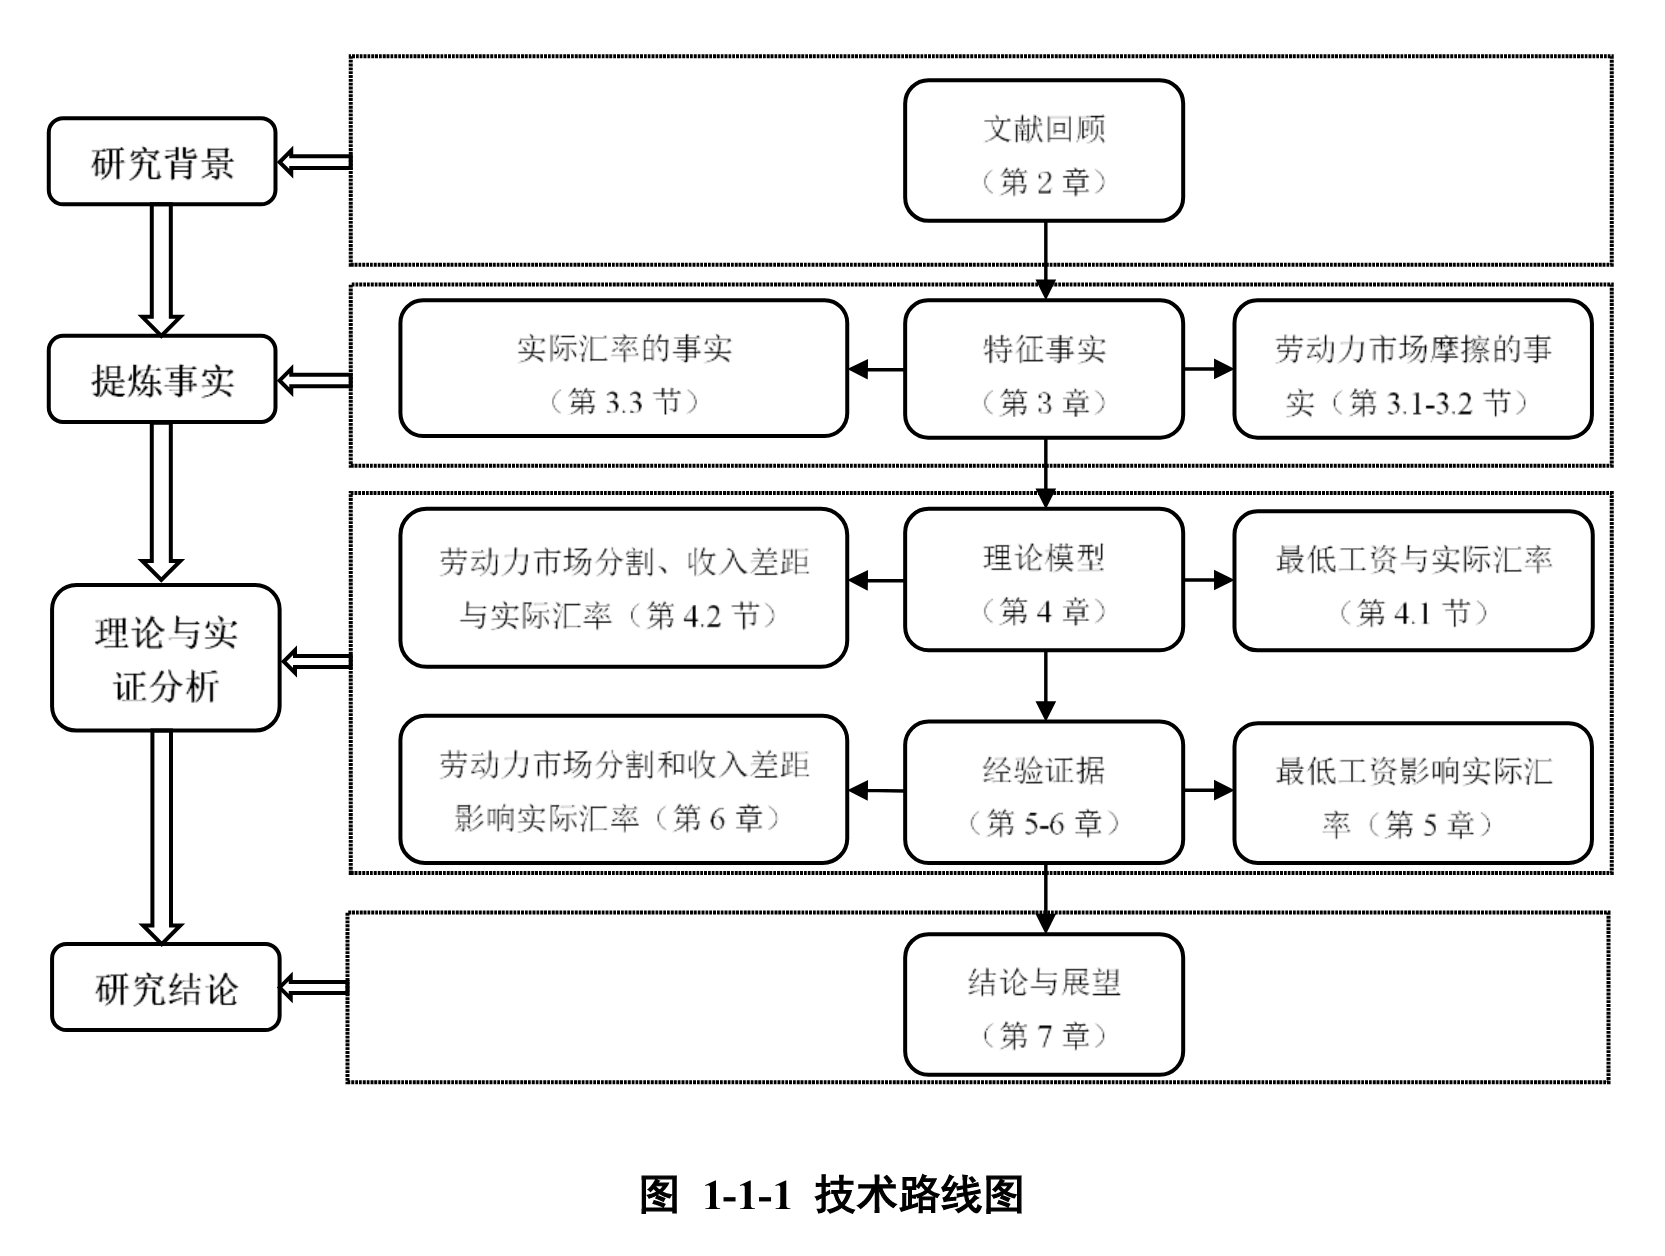 研究背景
文献回顾
（第 2 章）
提炼事实
实际汇率的事实
（第 3.3 节）
特征事实
（第 3 章）
劳动力市场摩擦的事
实（第 3.1-3.2 节）
理论与实
证分析
劳动力市场分割、收入差距
与实际汇率（第 4.2 节）
理论模型
（第 4 章）
最低工资与实际汇率
（第 4.1 节）
劳动力市场分割和收入差距
影响实际汇率（第 6 章）
经验证据
（第 5-6 章）
最低工资影响实际汇
率（第 5 章）
研究结论
结论与展望
（第 7 章）
图 1-1-1 技术路线图